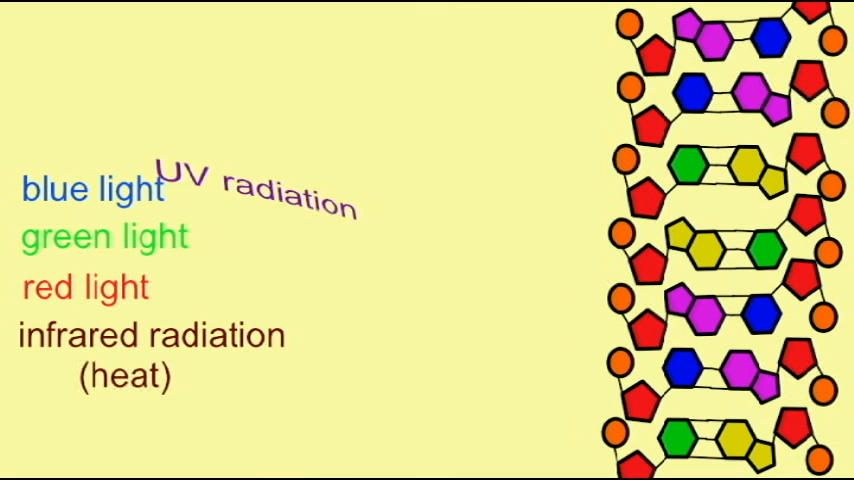 UV radiation
blue light
green light
red light
infrared radiation
(heat)